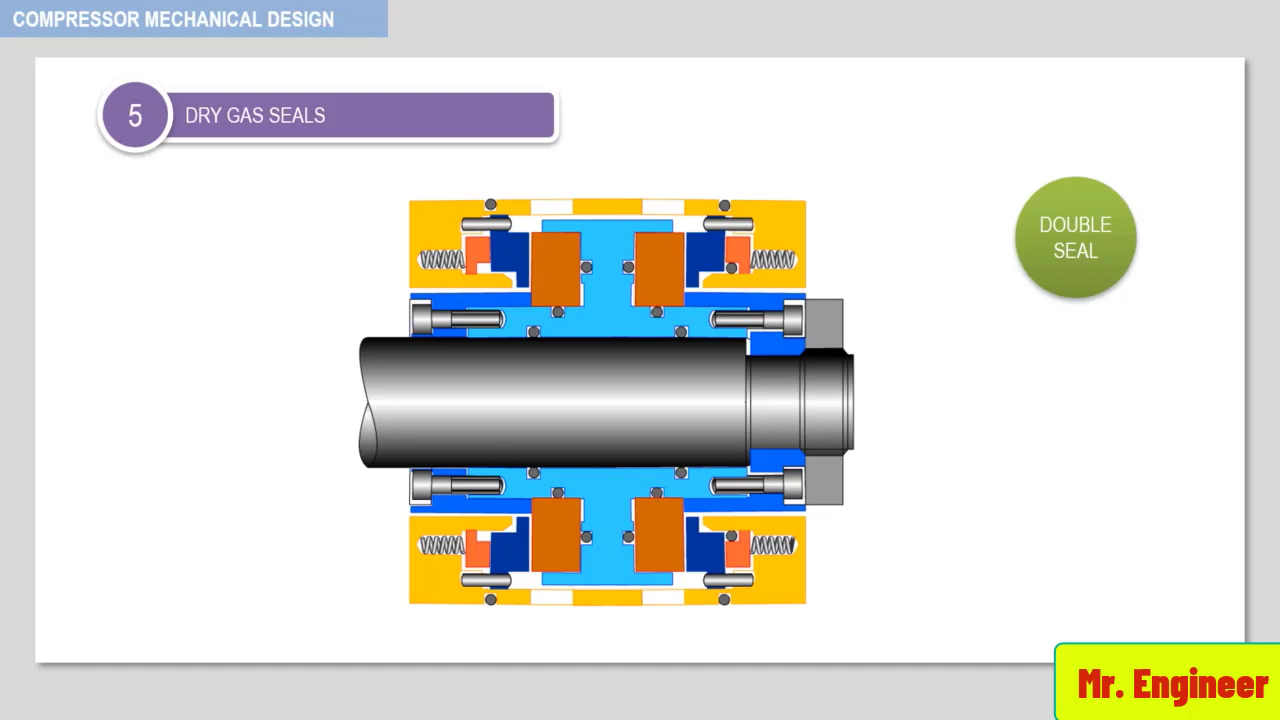 COMPRESSOR MECHANICAL DESIGN
5
DRY GAS SEALS
DOUBLE
SEAL
Mr. Engineer